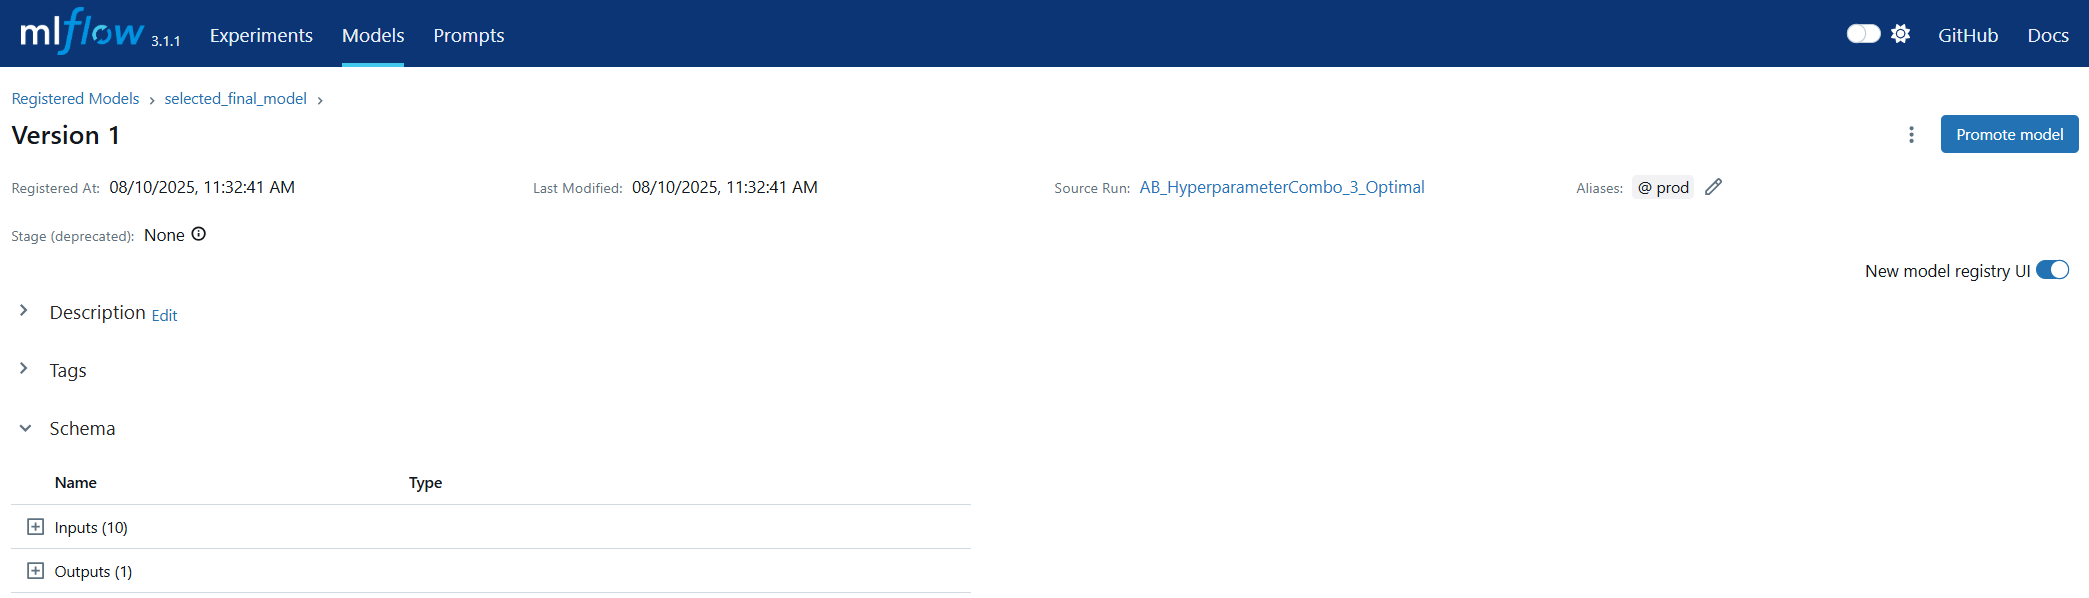 mlflow 3.1.1 Experiments Models Prompts GitHub Docs
Registered Models › selected_final_model ›
Version 1
Promote model
Registered At: 08/10/2025, 11:32:41 AM Last Modified: 08/10/2025, 11:32:41 AM Source Run: AB_HyperparameterCombo_3_Optimal Aliases: @ prod
Stage (deprecated): None
New model registry UI
Description Edit
Tags
Schema
Name Type
Inputs (10)
Outputs (1)